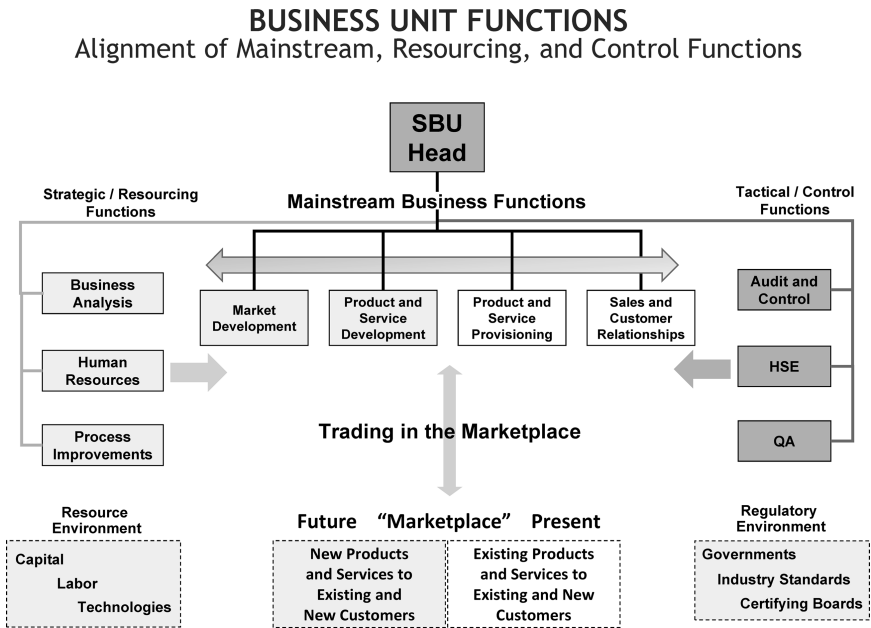 BUSINESS UNIT FUNCTIONS
Alignment of Mainstream, Resourcing, and Control Functions
SBU
Head
Strategic / Resourcing
Functions
Mainstream Business Functions
Tactical / Control
Functions
Business
Analysis
Human
Resources
Process
Improvements
Market
Development
Product and
Service
Development
Product and
Service
Provisioning
Sales and
Customer
Relationships
Audit and
Control
HSE
QA
Trading in the Marketplace
Resource
Environment
Capital
Labor
Technologies
Future “Marketplace” Present
New Products
and Services to
Existing and
New Customers
Existing Products
and Services to
Existing and New
Customers
Regulatory
Environment
Governments
Industry Standards
Certifying Boards